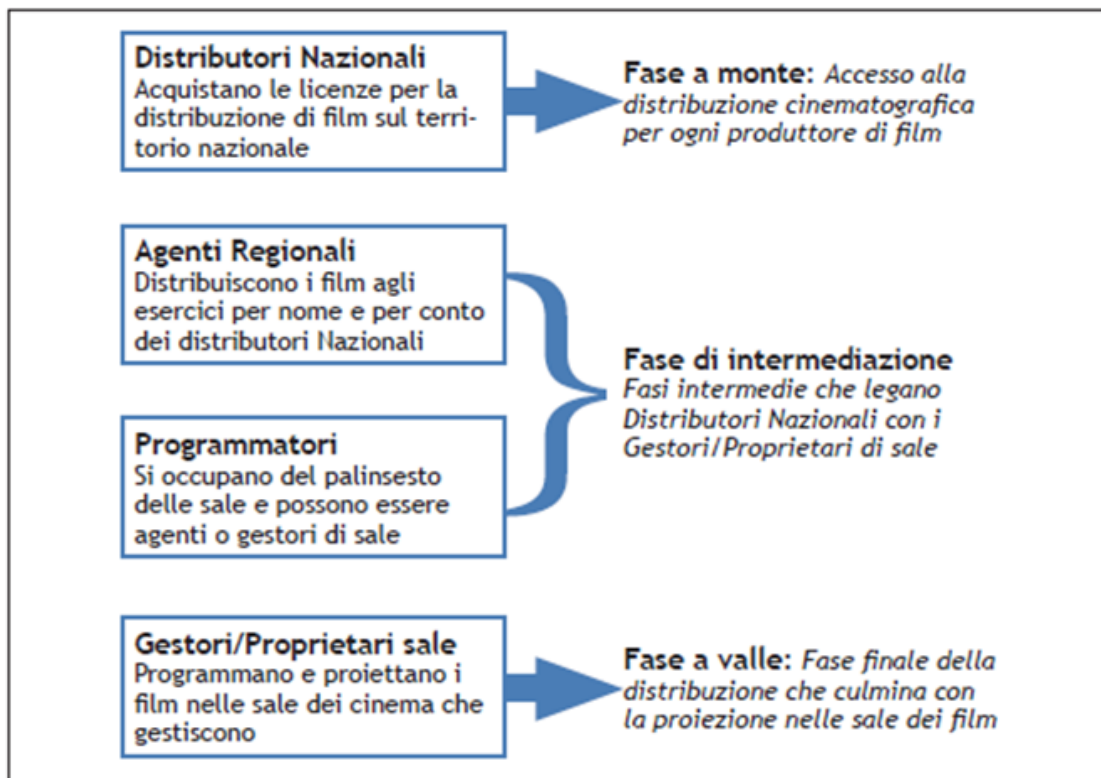 Distributori Nazionali
Acquistano le licenze per la
distribuzione di film sul terri-
torio nazionale
Fase a monte: Accesso alla
distribuzione cinematografica
per ogni produttore di film
Agenti Regionali
Distribuiscono i film agli
esercici per nome e per conto
dei distributori Nazionali
Programmatori
Si occupano del palinsesto
delle sale e possono essere
agenti o gestori di sale
Fase di intermediazione
Fasi intermedie che legano
Distributori Nazionali con i
Gestori/Proprietari di sale
Gestori/Proprietari sale
Programmano e proiettano i
film nelle sale dei cinema che
gestiscono
Fase a valle: Fase finale della
distribuzione che culmina con
la proiezione nelle sale dei film